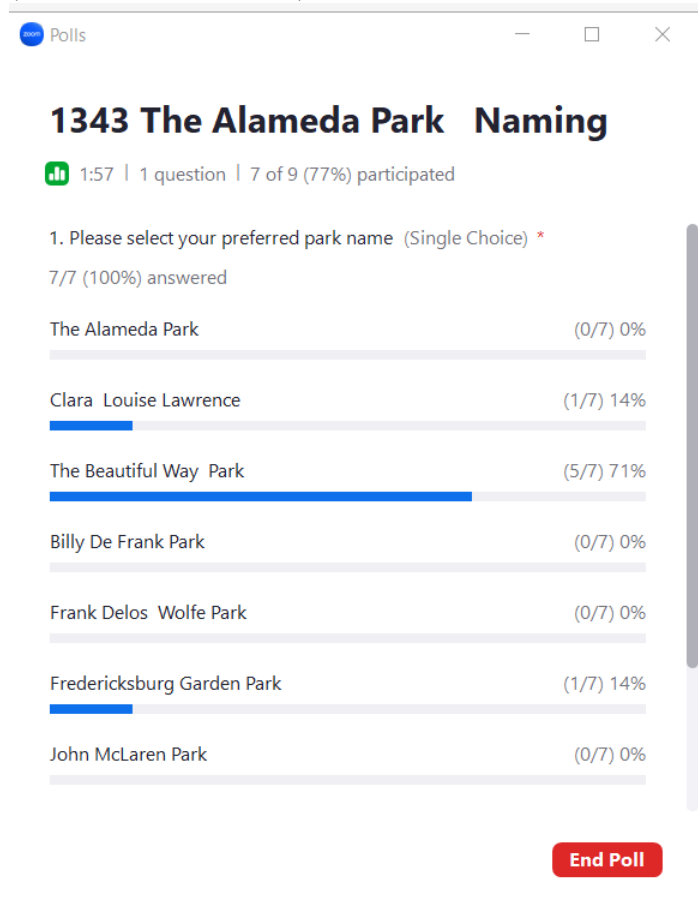 zoom Polls
1343 The Alameda Park Naming
1:57 | 1 question | 7 of 9 (77%) participated
1. Please select your preferred park name (Single Choice) *
7/7 (100%) answered
The Alameda Park (0/7) 0%
Clara Louise Lawrence (1/7) 14%
The Beautiful Way Park (5/7) 71%
Billy De Frank Park (0/7) 0%
Frank Delos Wolfe Park (0/7) 0%
Fredericksburg Garden Park (1/7) 14%
John McLaren Park (0/7) 0%
End Poll